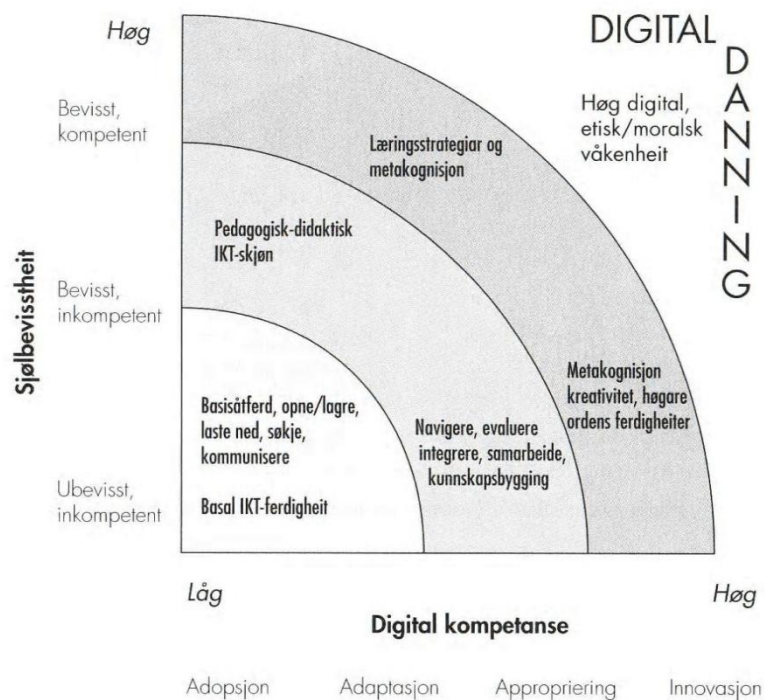 Høg
DIGITAL
DANNING
Bevisst,
kompetent
Høg digital,
etisk/moralsk
våkenheit
Læringsstrategiar og
metakognisjon
Pedagogisk-didaktisk
IKT-skjøn
Bevisst,
inkompetent
Sjølbevisstheit
Metakognisjon
kreativitet, høgare
ordens ferdigheiter
Basisåtferd, opne/lagre,
laste ned, søkje,
kommunisere
Navigere, evaluere
integrere, samarbeide,
kunnskapsbygging
Ubevisst,
inkompetent
Basal IKT-ferdigheit
Låg
Høg
Digital kompetanse
Adopsjon
Adaptasjon
Appropriering
Innovasjon